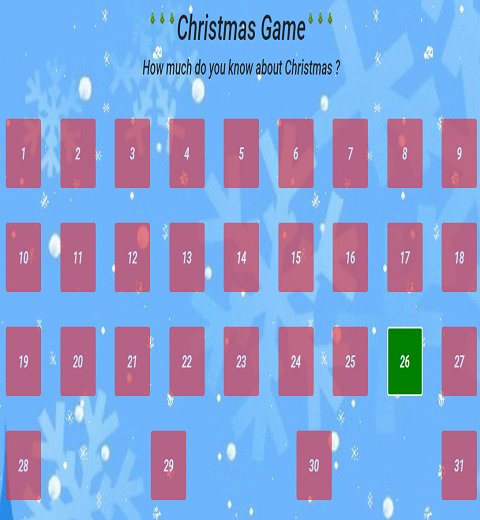 Christmas Game
How much do you know about Christmas ?
1 2 3 4 5 6 7 8 9
10 11 12 13 14 15 16 17 18
19 20 21 22 23 24 25 26 27
28 29 30 31